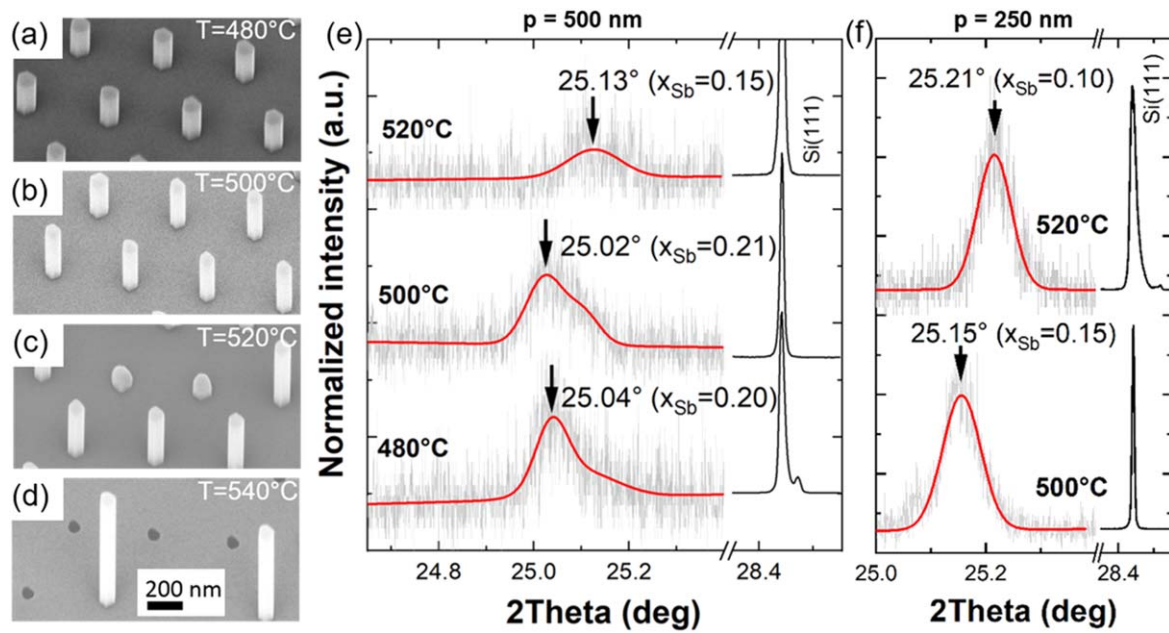 (a)
T=480°C
(b)
T=500°C
(c)
T=520°C
(d)
T=540°C
200 nm
(e)
p = 500 nm
Normalized intensity (a.u.)
25.13° (xSb=0.15)
520°C
Si(111)
25.02° (xSb=0.21)
500°C
25.04° (xSb=0.20)
480°C
24.8 25.0 25.2 28.4
2Theta (deg)
(f)
p = 250 nm
25.21° (xSb=0.10)
Si(111)
520°C
25.15° (xSb=0.15)
500°C
25.0 25.2 28.4
2Theta (deg)